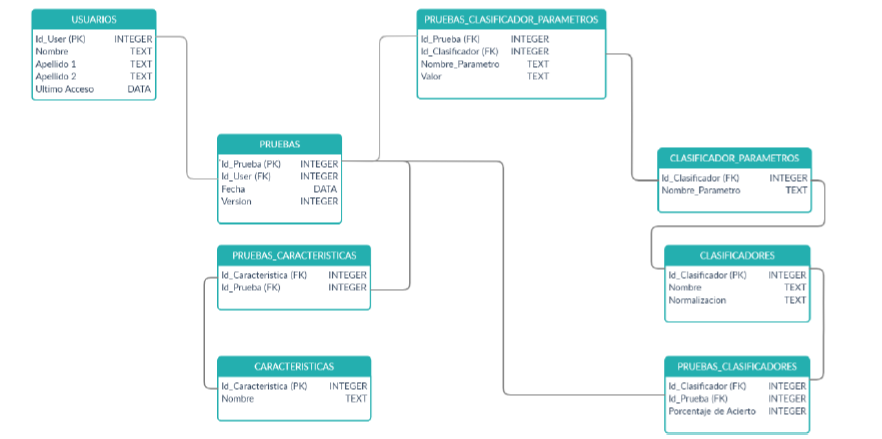 USUARIOS
Id_User (PK) INTEGER
Nombre TEXT
Apellido 1 TEXT
Apellido 2 TEXT
Ultimo Acceso DATA
PRUEBAS_CLASIFICADOR_PARAMETROS
Id_Prueba (FK) INTEGER
Id_Clasificador (FK) INTEGER
Nombre_Parametro TEXT
Valor TEXT
PRUEBAS
Id_Prueba (PK) INTEGER
Id_User (FK) INTEGER
Fecha DATA
Version INTEGER
CLASIFICADOR_PARAMETROS
Id_Clasificador (FK) INTEGER
Nombre_Parametro TEXT
PRUEBAS_CARACTERISTICAS
Id_Caracteristica (FK) INTEGER
Id_Prueba (FK) INTEGER
CLASIFICADORES
Id_Clasificador (PK) INTEGER
Nombre TEXT
Normalizacion TEXT
CARACTERISTICAS
Id_Caracteristica (PK) INTEGER
Nombre TEXT
PRUEBAS_CLASIFICADORES
Id_Clasificador (FK) INTEGER
Id_Prueba (FK) INTEGER
Porcentaje de Acierto INTEGER